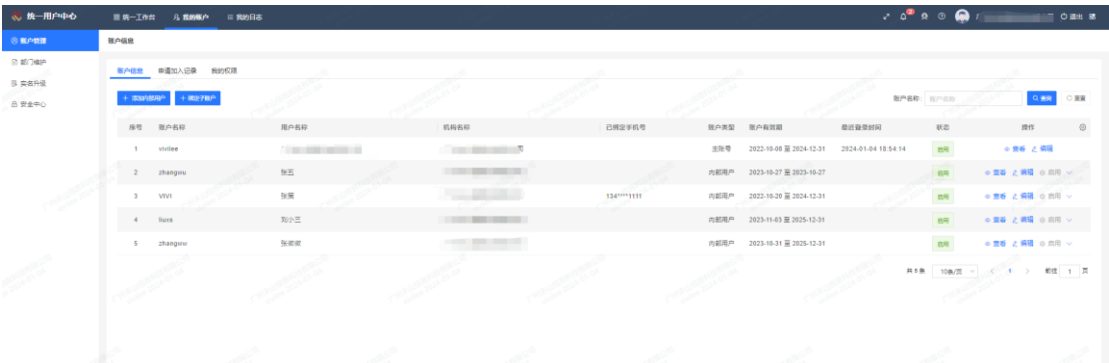 统一用户中心 统一工作台 我的账户 我的日志 退出
账户管理 账户信息
部门维护
实名升级
安全中心
账户信息 申请加入记录 我的权限
+ 添加内部用户 + 绑定子账户 账户名称: 账户名称 查询 重置
序号 账户名称 用户名称 机构名称 已绑定手机号 账户类型 账户有效期 最近登录时间 状态 操作
1 vivilee 主账号 2022-10-08 至 2024-12-31 2024-01-04 18:54:14 启用 查看 编辑
2 zhangwu 张五 内部用户 2023-10-27 至 2023-10-27 启用 查看 编辑 启用
3 VIVI 134****1111 内部用户 2022-10-20 至 2024-12-31 启用 查看 编辑 启用
4 刘小三 内部用户 2023-11-03 至 2025-12-31 启用 查看 编辑 启用
5 内部用户 2023-10-31 至 2025-12-31 启用 查看 编辑 启用
共 5 条 10条/页 < 1 > 前往 1 页